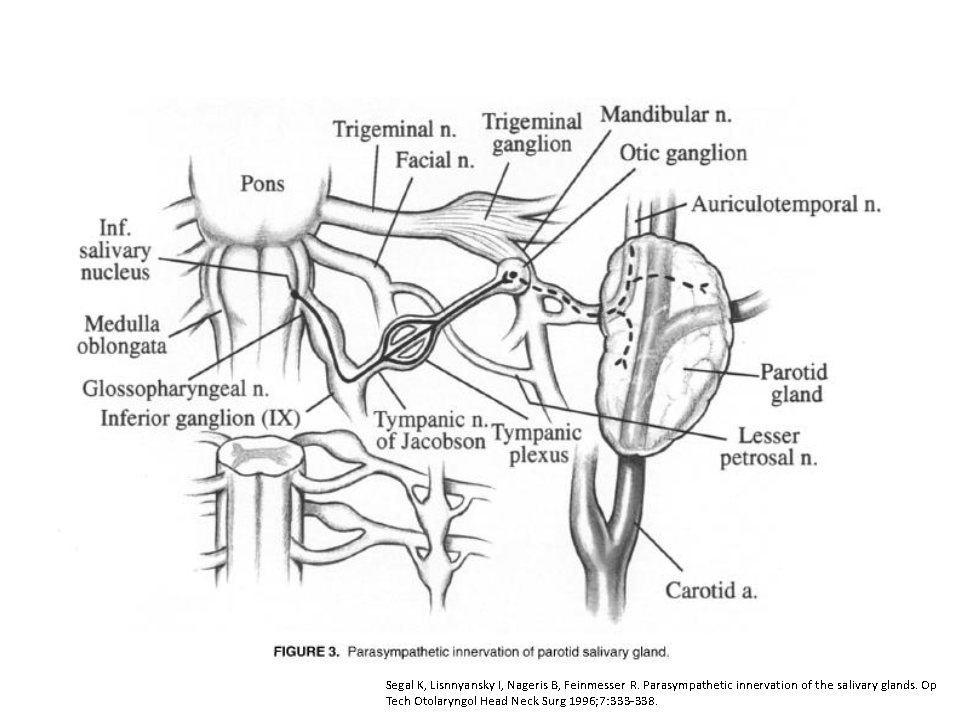 Trigeminal n.
Facial n.
Trigeminal
ganglion
Mandibular n.
Otic ganglion
Auriculotemporal n.
Pons
Inf.
salivary
nucleus
Medulla
oblongata
Glossopharyngeal n.
Inferior ganglion (IX)
Tympanic n.
of Jacobson
Tympanic
plexus
Parotid
gland
Lesser
petrosal n.
Carotid a.
FIGURE 3. Parasympathetic innervation of parotid salivary gland.
Segal K, Lisnnyansky I, Nageris B, Feinmesser R. Parasympathetic innervation of the salivary glands. Op
Tech Otolaryngol Head Neck Surg 1996;7:333-338.